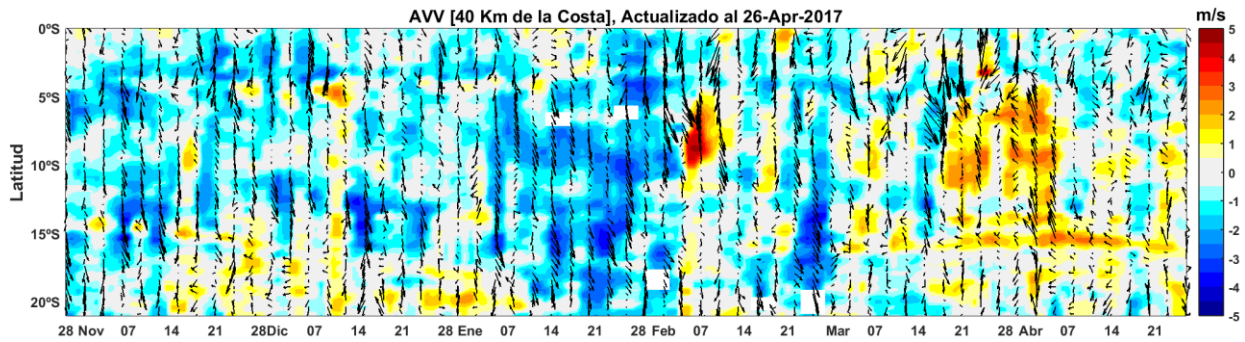 AVV [40 Km de la Costa], Actualizado al 26-Apr-2017
m/s
0ºS
5ºS
10ºS
15ºS
20ºS
Latitud
28 Nov 07 14 21 28Dic 07 14 21 28 Ene 07 14 21 28 Feb 07 14 21 Mar 07 14 21 28 Abr 07 14 21
5
4
3
2
1
0
-1
-2
-3
-4
-5